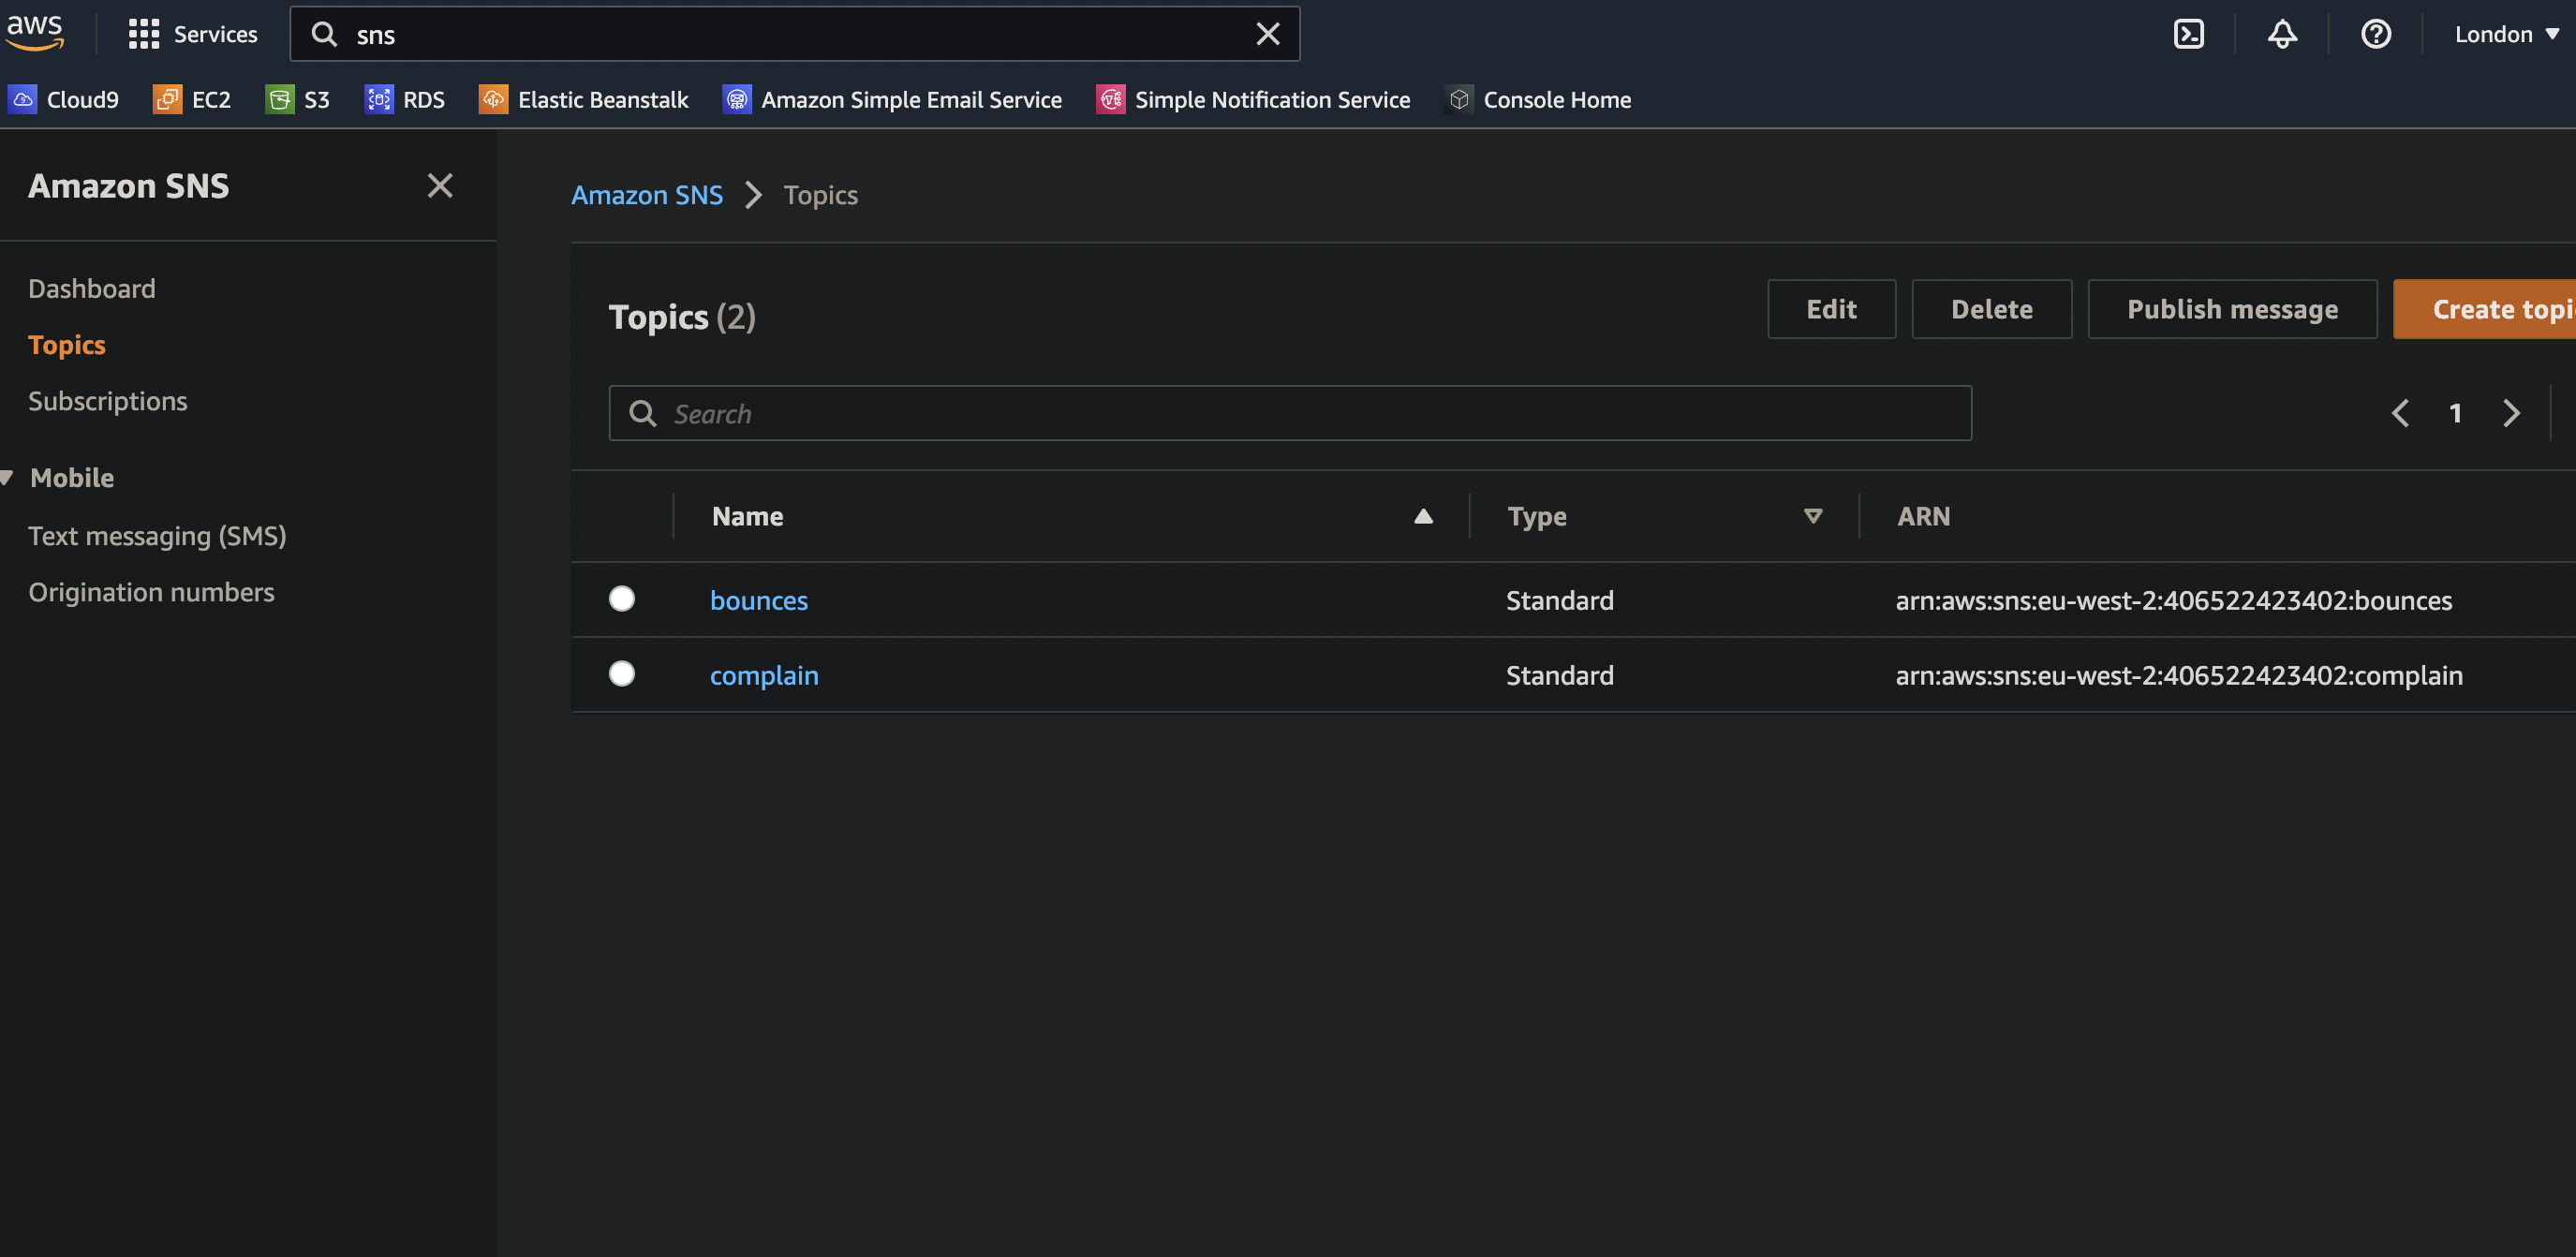 aws Services sns London
Cloud9 EC2 S3 RDS Elastic Beanstalk Amazon Simple Email Service Simple Notification Service Console Home
Amazon SNS
Dashboard
Topics
Subscriptions
Mobile
Text messaging (SMS)
Origination numbers
Amazon SNS Topics
Topics (2)
Edit Delete Publish message Create topi
Search 1
Name Type ARN
bounces Standard arn:aws:sns:eu-west-2:406522423402:bounces
complain Standard arn:aws:sns:eu-west-2:406522423402:complain